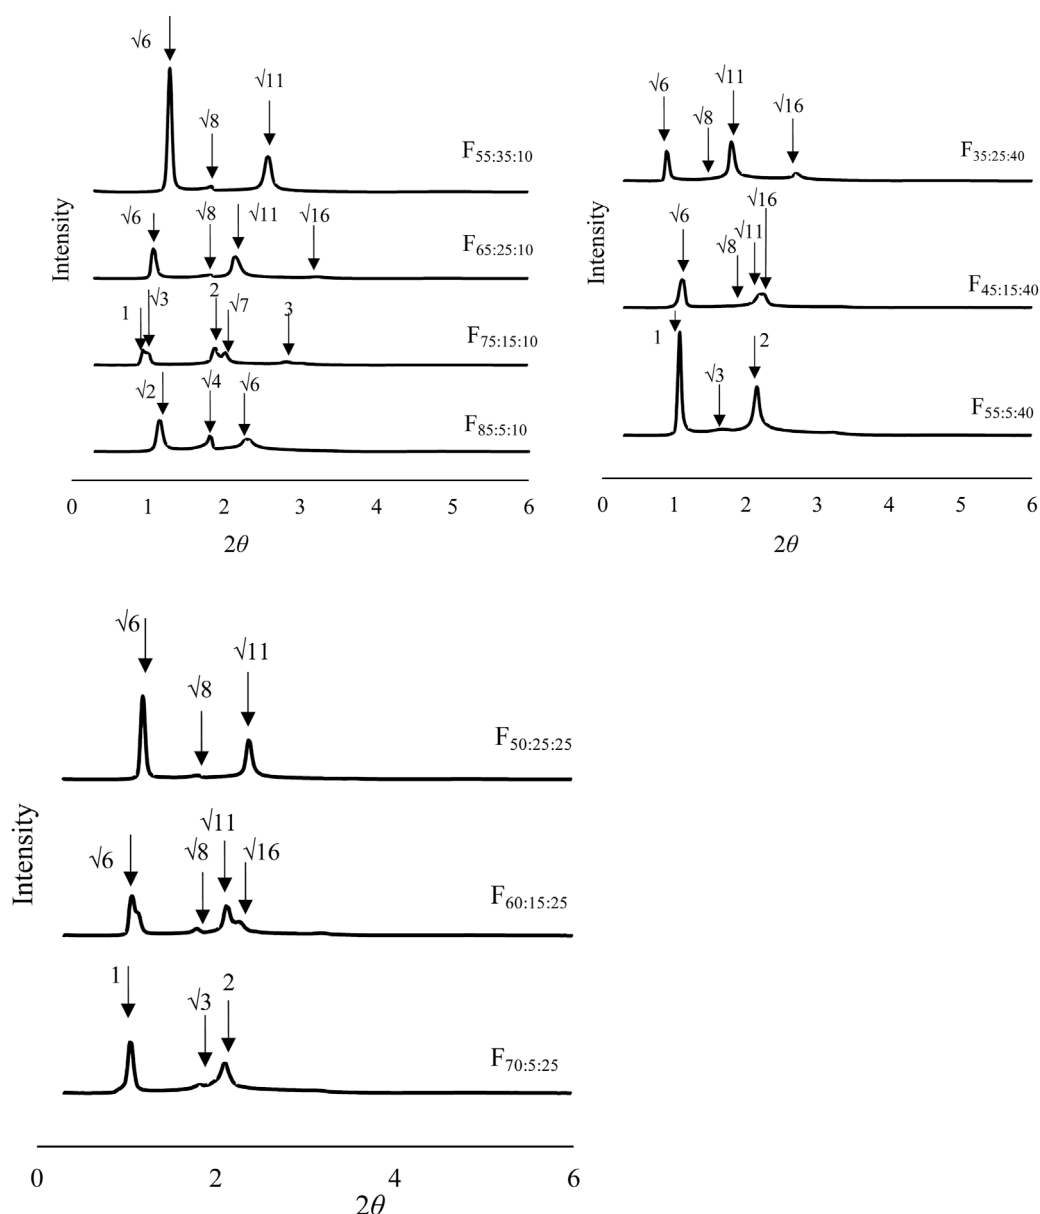 √6
√11
√8
F55:35:10
√6
√8
√11
√16
F65:25:10
1
√3
2
√7
3
F75:15:10
√2
√4
√6
F85:5:10
Intensity
0 1 2 3 4 5 6
2θ
√6
√8
√11
√16
F35:25:40
√6
√8
√11
√16
F45:15:40
1
√3
2
F55:5:40
Intensity
0 1 2 3 4 5 6
2θ
√6
√8
√11
F50:25:25
√6
√8
√11
√16
F60:15:25
1
√3
2
F70:5:25
Intensity
0 2 4 6
2θ